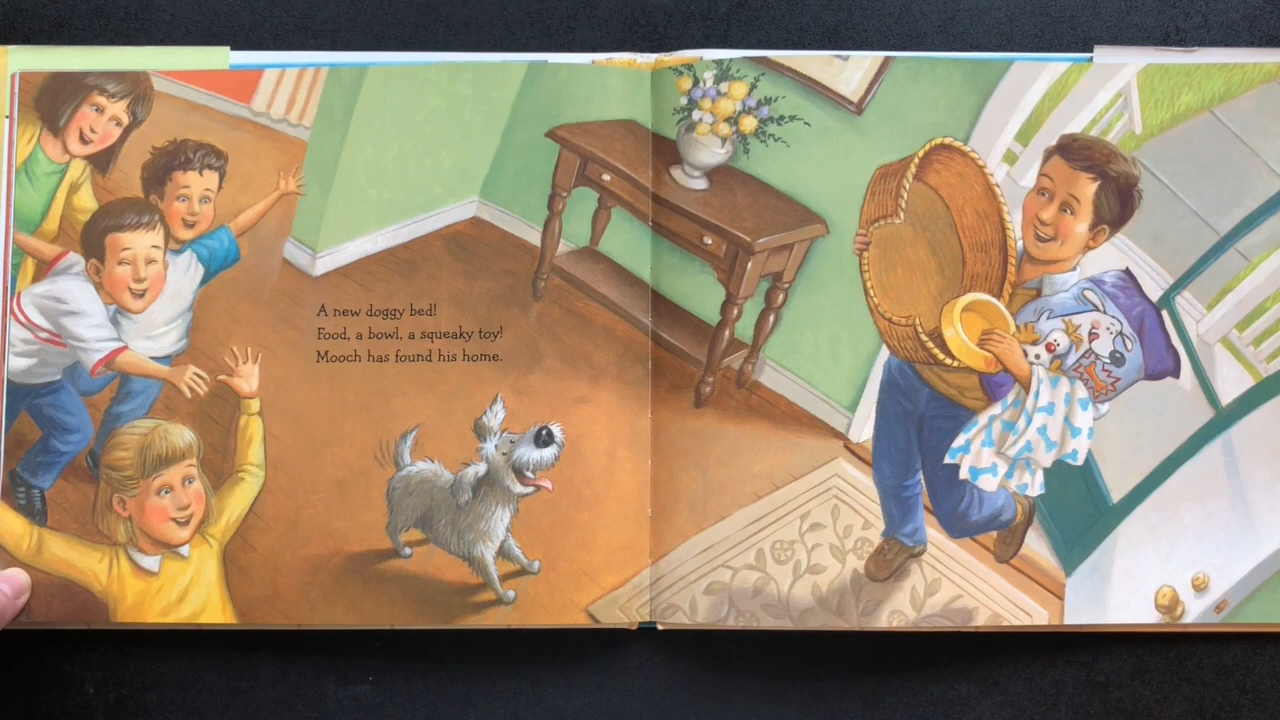 A new doggy bed!
Food, a bowl, a squeaky toy!
Mooch has found his home.